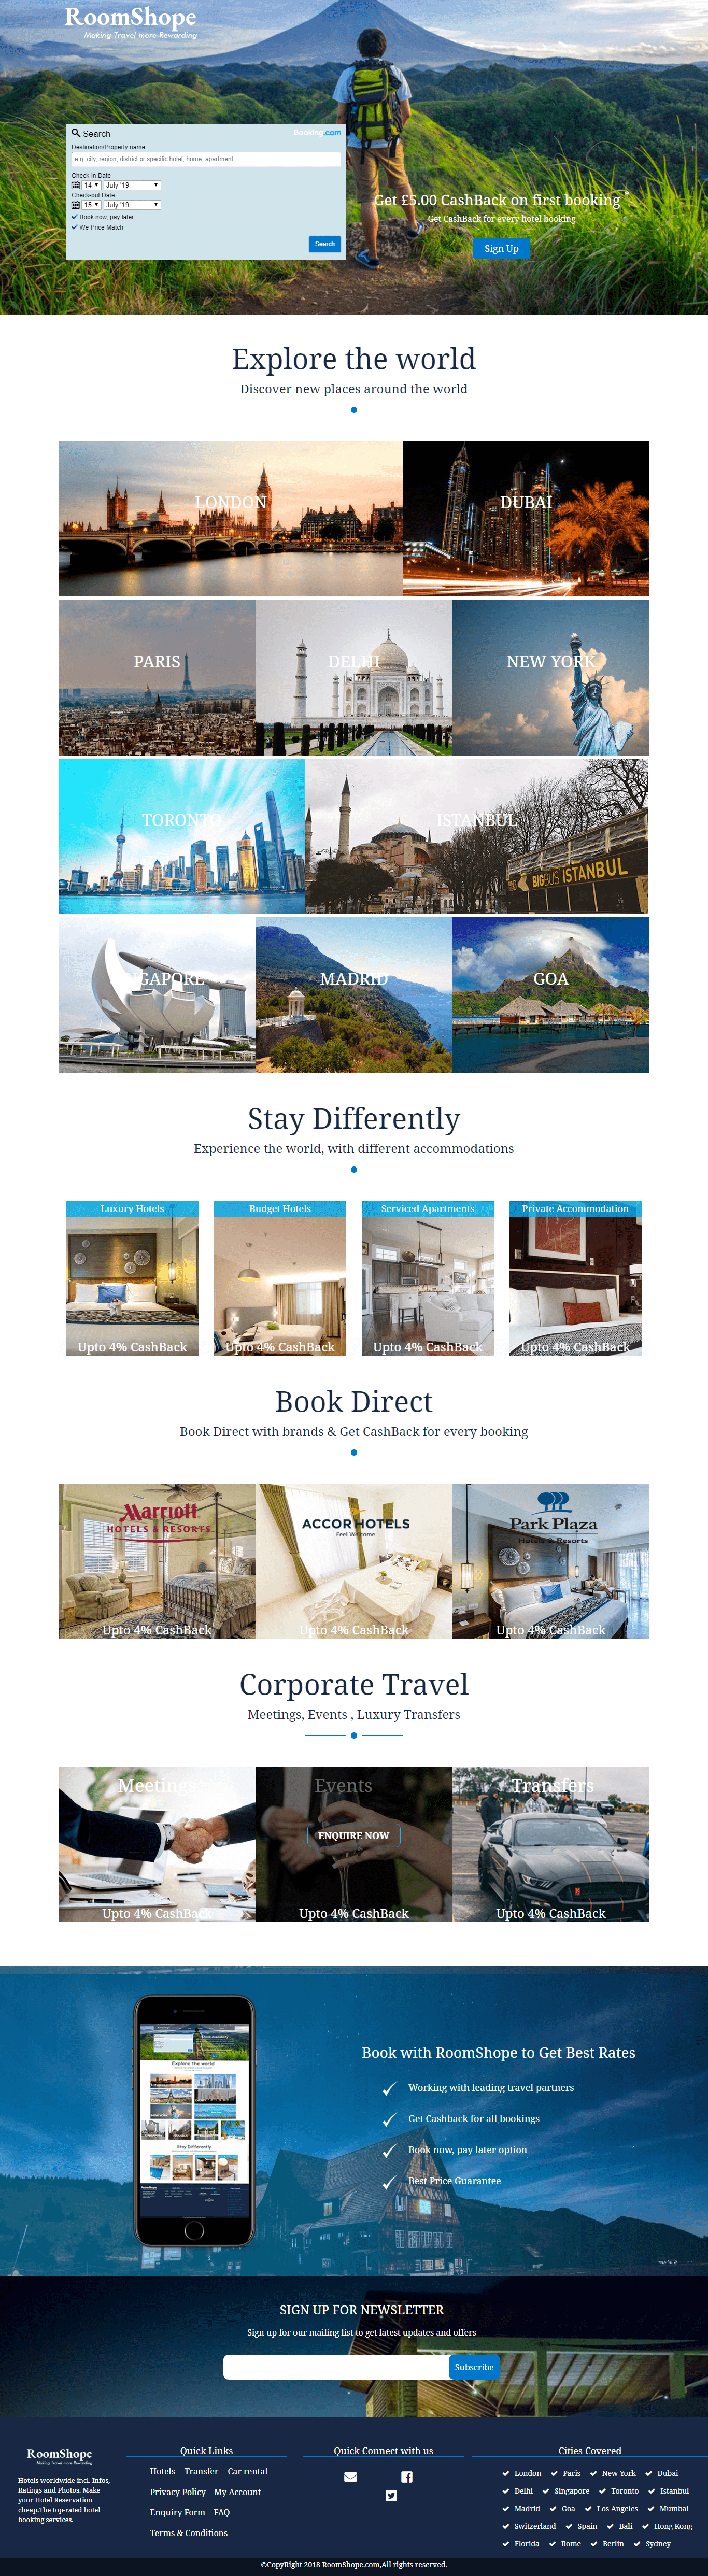 RoomShope
Making Travel more Rewarding
Search
Booking.com
Destination/Property name:
e.g. city, region, district or specific hotel, home, apartment
Check-in Date
14 July '19
Check-out Date
15 July '19
Book now, pay later
We Price Match
Search
Get £5.00 CashBack on first booking
Get CashBack for every hotel booking
Sign Up
Explore the world
Discover new places around the world
LONDON
DUBAI
PARIS
DELHI
NEW YORK
TORONTO
ISTANBUL
BIGBUS ISTANBUL
NGAPORE
MADRID
GOA
Stay Differently
Experience the world, with different accommodations
Luxury Hotels
Budget Hotels
Serviced Apartments
Private Accommodation
Upto 4% CashBack
Upto 4% CashBack
Upto 4% CashBack
Upto 4% CashBack
Book Direct
Book Direct with brands & Get CashBack for every booking
Marriott
HOTELS & RESORTS
ACCORHOTELS
Feel Welcome
Park Plaza
Hotels & Resorts
Upto 4% CashBack
Upto 4% CashBack
Upto 4% CashBack
Corporate Travel
Meetings, Events , Luxury Transfers
Meetings
Events
Transfers
ENQUIRE NOW
Upto 4% CashBack
Upto 4% CashBack
Upto 4% CashBack
Explore the world
Stay Differently
Book with RoomShope to Get Best Rates
Working with leading travel partners
Get Cashback for all bookings
Book now, pay later option
Best Price Guarantee
SIGN UP FOR NEWSLETTER
Sign up for our mailing list to get latest updates and offers
Subscribe
RoomShope
Making Travel more Rewarding
Hotels worldwide incl. Infos,
Ratings and Photos. Make
your Hotel Reservation
cheap.The top-rated hotel
booking services.
Quick Links
Hotels Transfer Car rental
Privacy Policy My Account
Enquiry Form FAQ
Terms & Conditions
Quick Connect with us
Cities Covered
London Paris New York Dubai
Delhi Singapore Toronto Istanbul
Madrid Goa Los Angeles Mumbai
Switzerland Spain Bali Hong Kong
Florida Rome Berlin Sydney
©CopyRight 2018 RoomShope.com,All rights reserved.